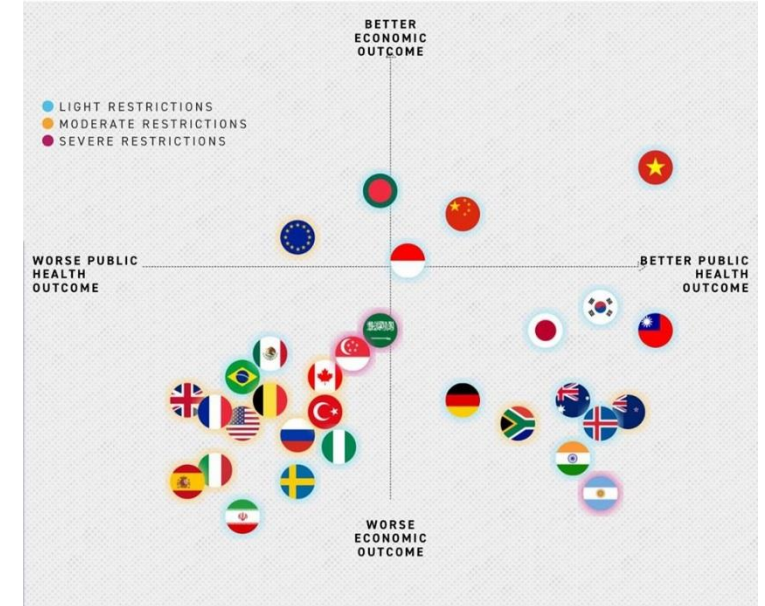 BETTER
ECONOMIC
OUTCOME
LIGHT RESTRICTIONS
MODERATE RESTRICTIONS
SEVERE RESTRICTIONS
WORSE PUBLIC
HEALTH
OUTCOME
BETTER PUBLIC
HEALTH
OUTCOME
WORSE
ECONOMIC
OUTCOME